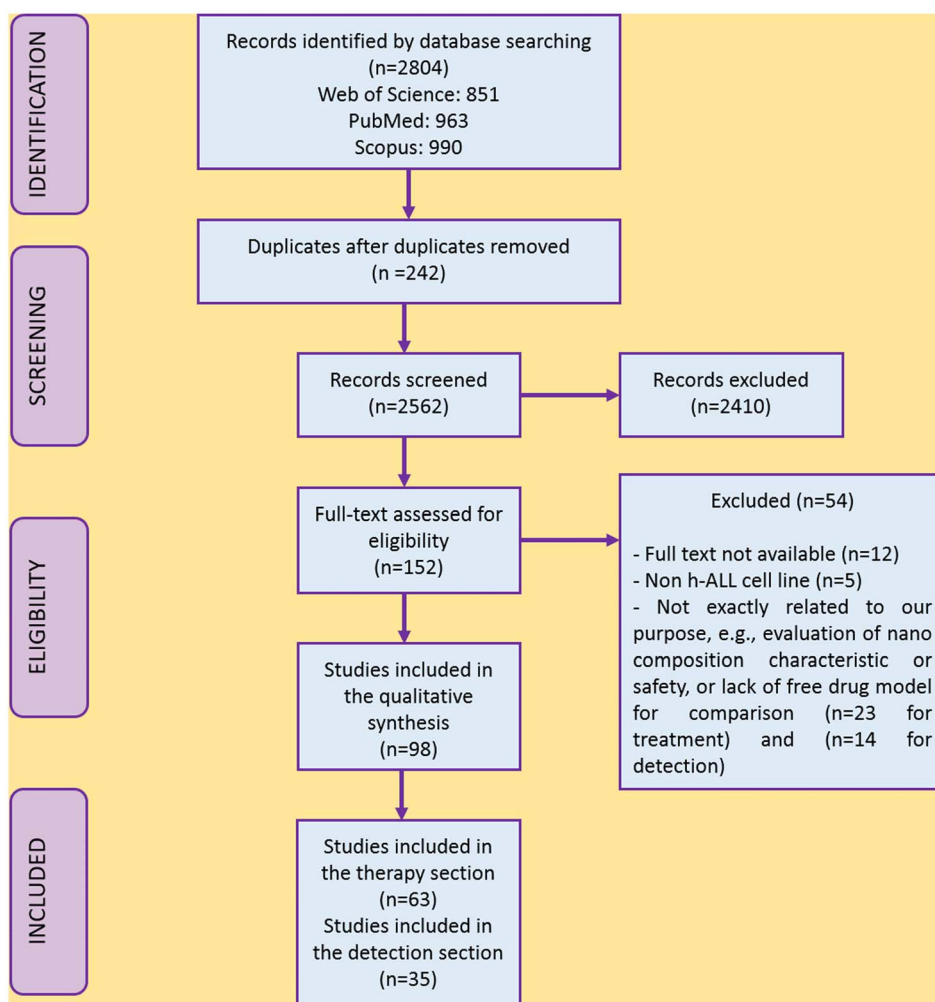 IDENTIFICATION
Records identified by database searching
(n=2804)
Web of Science: 851
PubMed: 963
Scopus: 990
SCREENING
Duplicates after duplicates removed
(n =242)
Records screened
(n=2562)
Records excluded
(n=2410)
ELIGIBILITY
Full-text assessed for
eligibility
(n=152)
Excluded (n=54)
- Full text not available (n=12)
- Non h-ALL cell line (n=5)
- Not exactly related to our
purpose, e.g., evaluation of nano
composition characteristic or
safety, or lack of free drug model
for comparison (n=23 for
treatment) and (n=14 for
detection)
Studies included in
the qualitative
synthesis
(n=98)
INCLUDED
Studies included in
the therapy section
(n=63)
Studies included in
the detection section
(n=35)